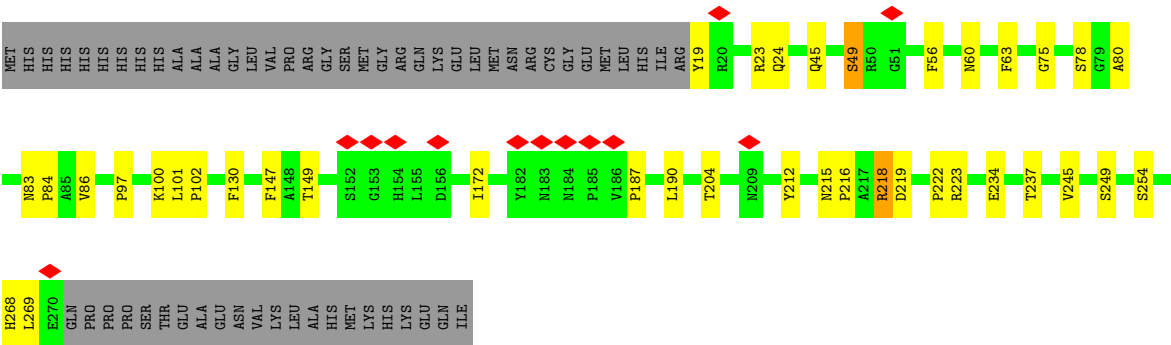 MET HIS HIS HIS HIS HIS HIS HIS HIS HIS ALA ALA ALA GLY LEU VAL PRO ARG GLY SER MET GLY ARG GLN LYS GLU LEU LEU MET ASN ARG CYS GLY GLU MET LEU HIS ILE ARG Y19 R20 R23 Q24 Q45 S49 R50 G51 F56 N60 F63 G75 S78 G79 A80
N83 P84 A85 V86 P97 K100 L101 P102 F130 F147 A148 T149 S152 G153 H154 L155 D156 I172 Y182 N183 N184 P185 V186 P187 L190 T204 N209 Y212 N215 P216 A217 R218 D219 P222 R223 E234 T237 V245 S249 S254
H268 L269 E270 GLN PRO PRO PRO SER THR GLU ALA GLU ASN VAL LYS LEU ALA HIS MET LYS HIS LYS GLU GLN ILE